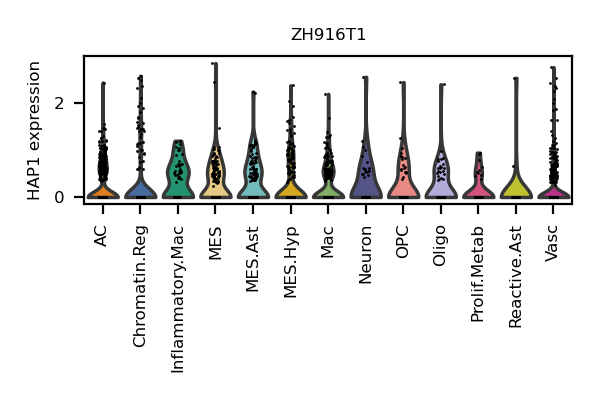 ZH916T1
HAP1 expression
2
0
AC
Chromatin.Reg
Inflammatory.Mac
MES
MES.Ast
MES.Hyp
Mac
Neuron
OPC
Oligo
Prolif.Metab
Reactive.Ast
Vasc